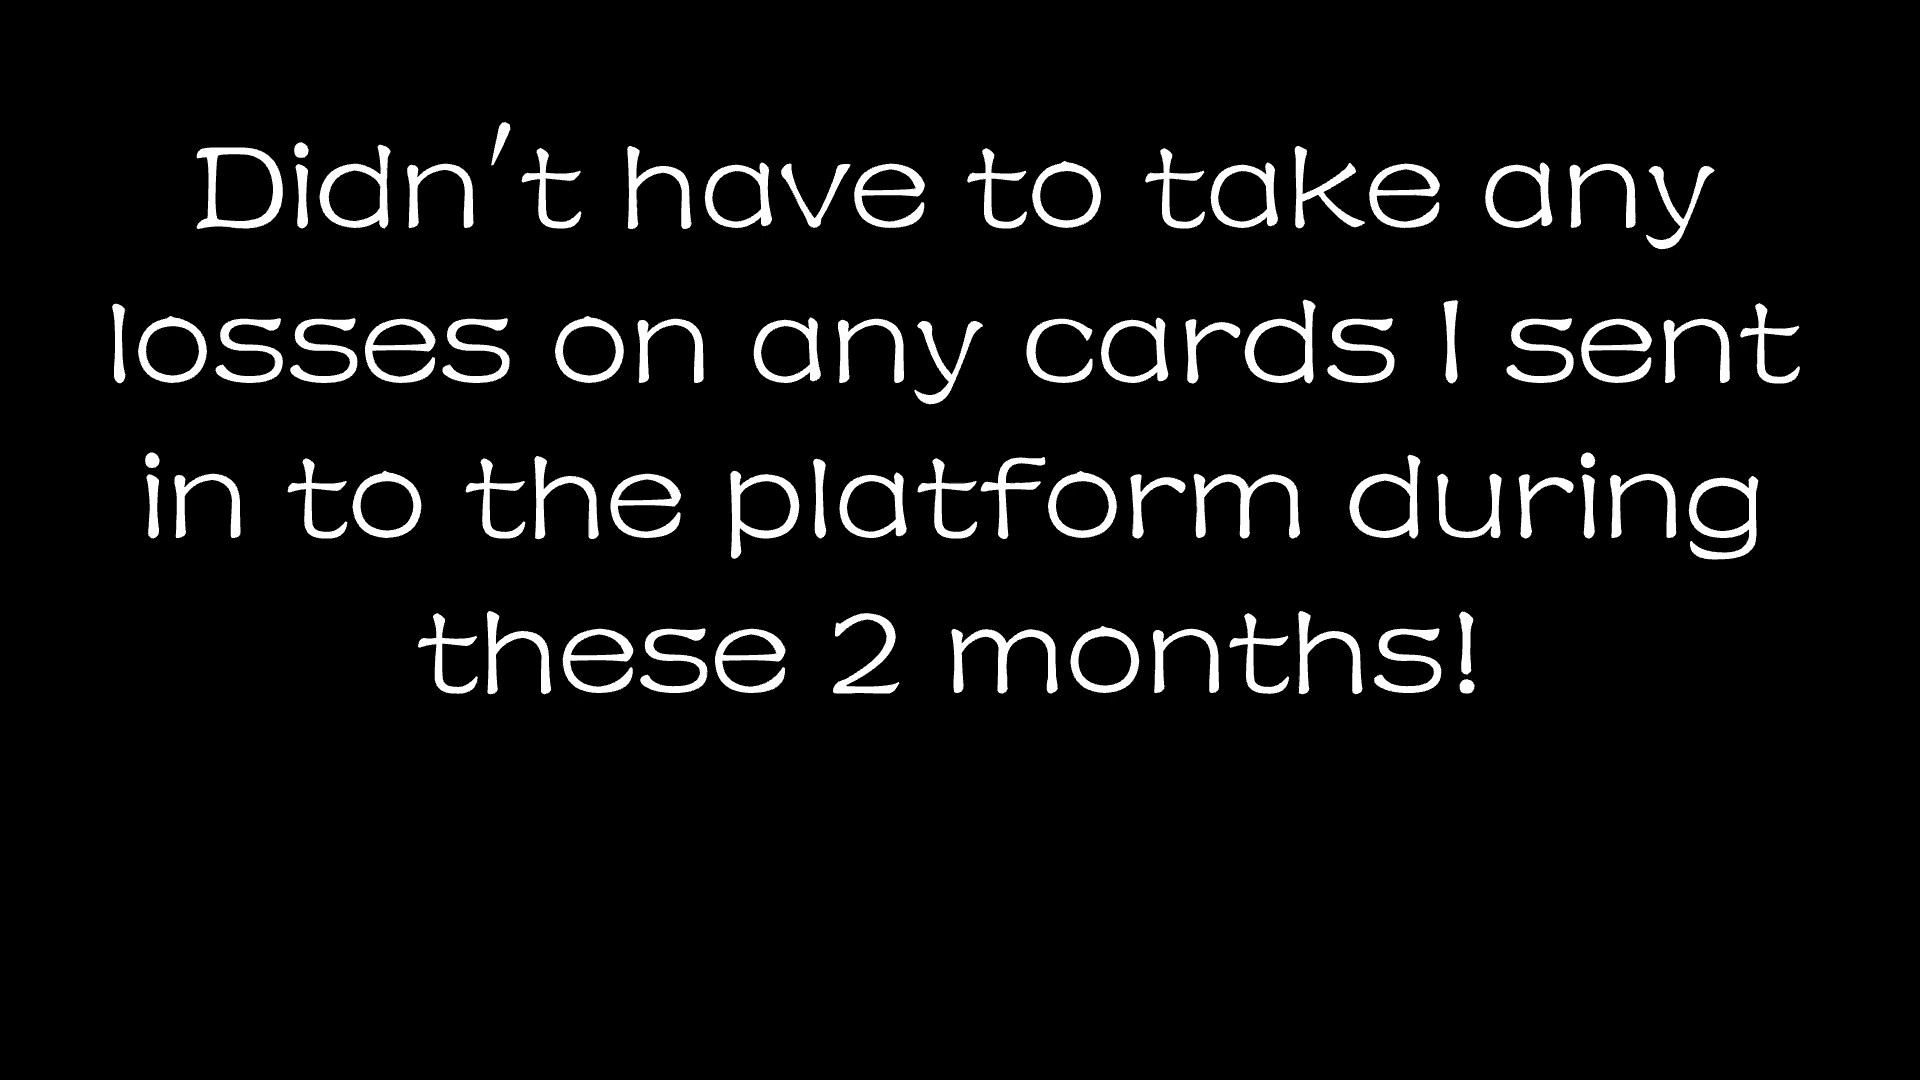 Didn't have to take any
losses on any cards I sent
in to the platform during
these 2 months!